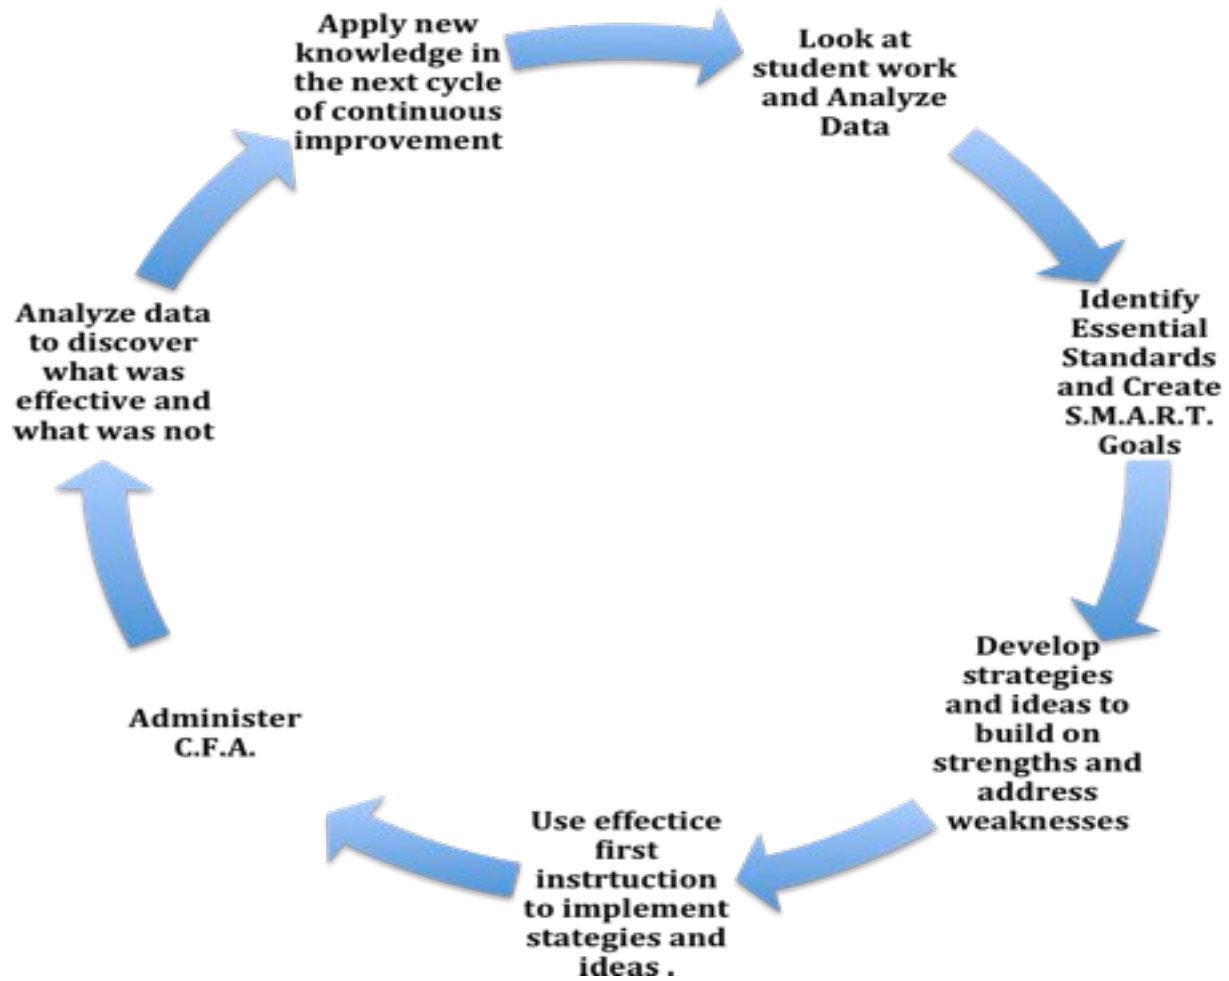 Apply new
knowledge in
the next cycle
of continuous
improvement
Look at
student work
and Analyze
Data
Identify
Essential
Standards
and Create
S.M.A.R.T.
Goals
Develop
strategies
and ideas to
build on
strengths and
address
weaknesses
Use effectice
first
instrtuction
to implement
stategies and
ideas .
Administer
C.F.A.
Analyze data
to discover
what was
effective and
what was not